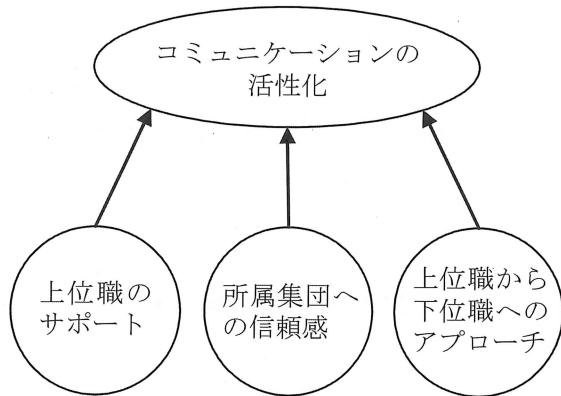 コミュニケーションの
活性化
上位職の
サポート
所属集団へ
の信頼感
上位職から
下位職への
アプローチ